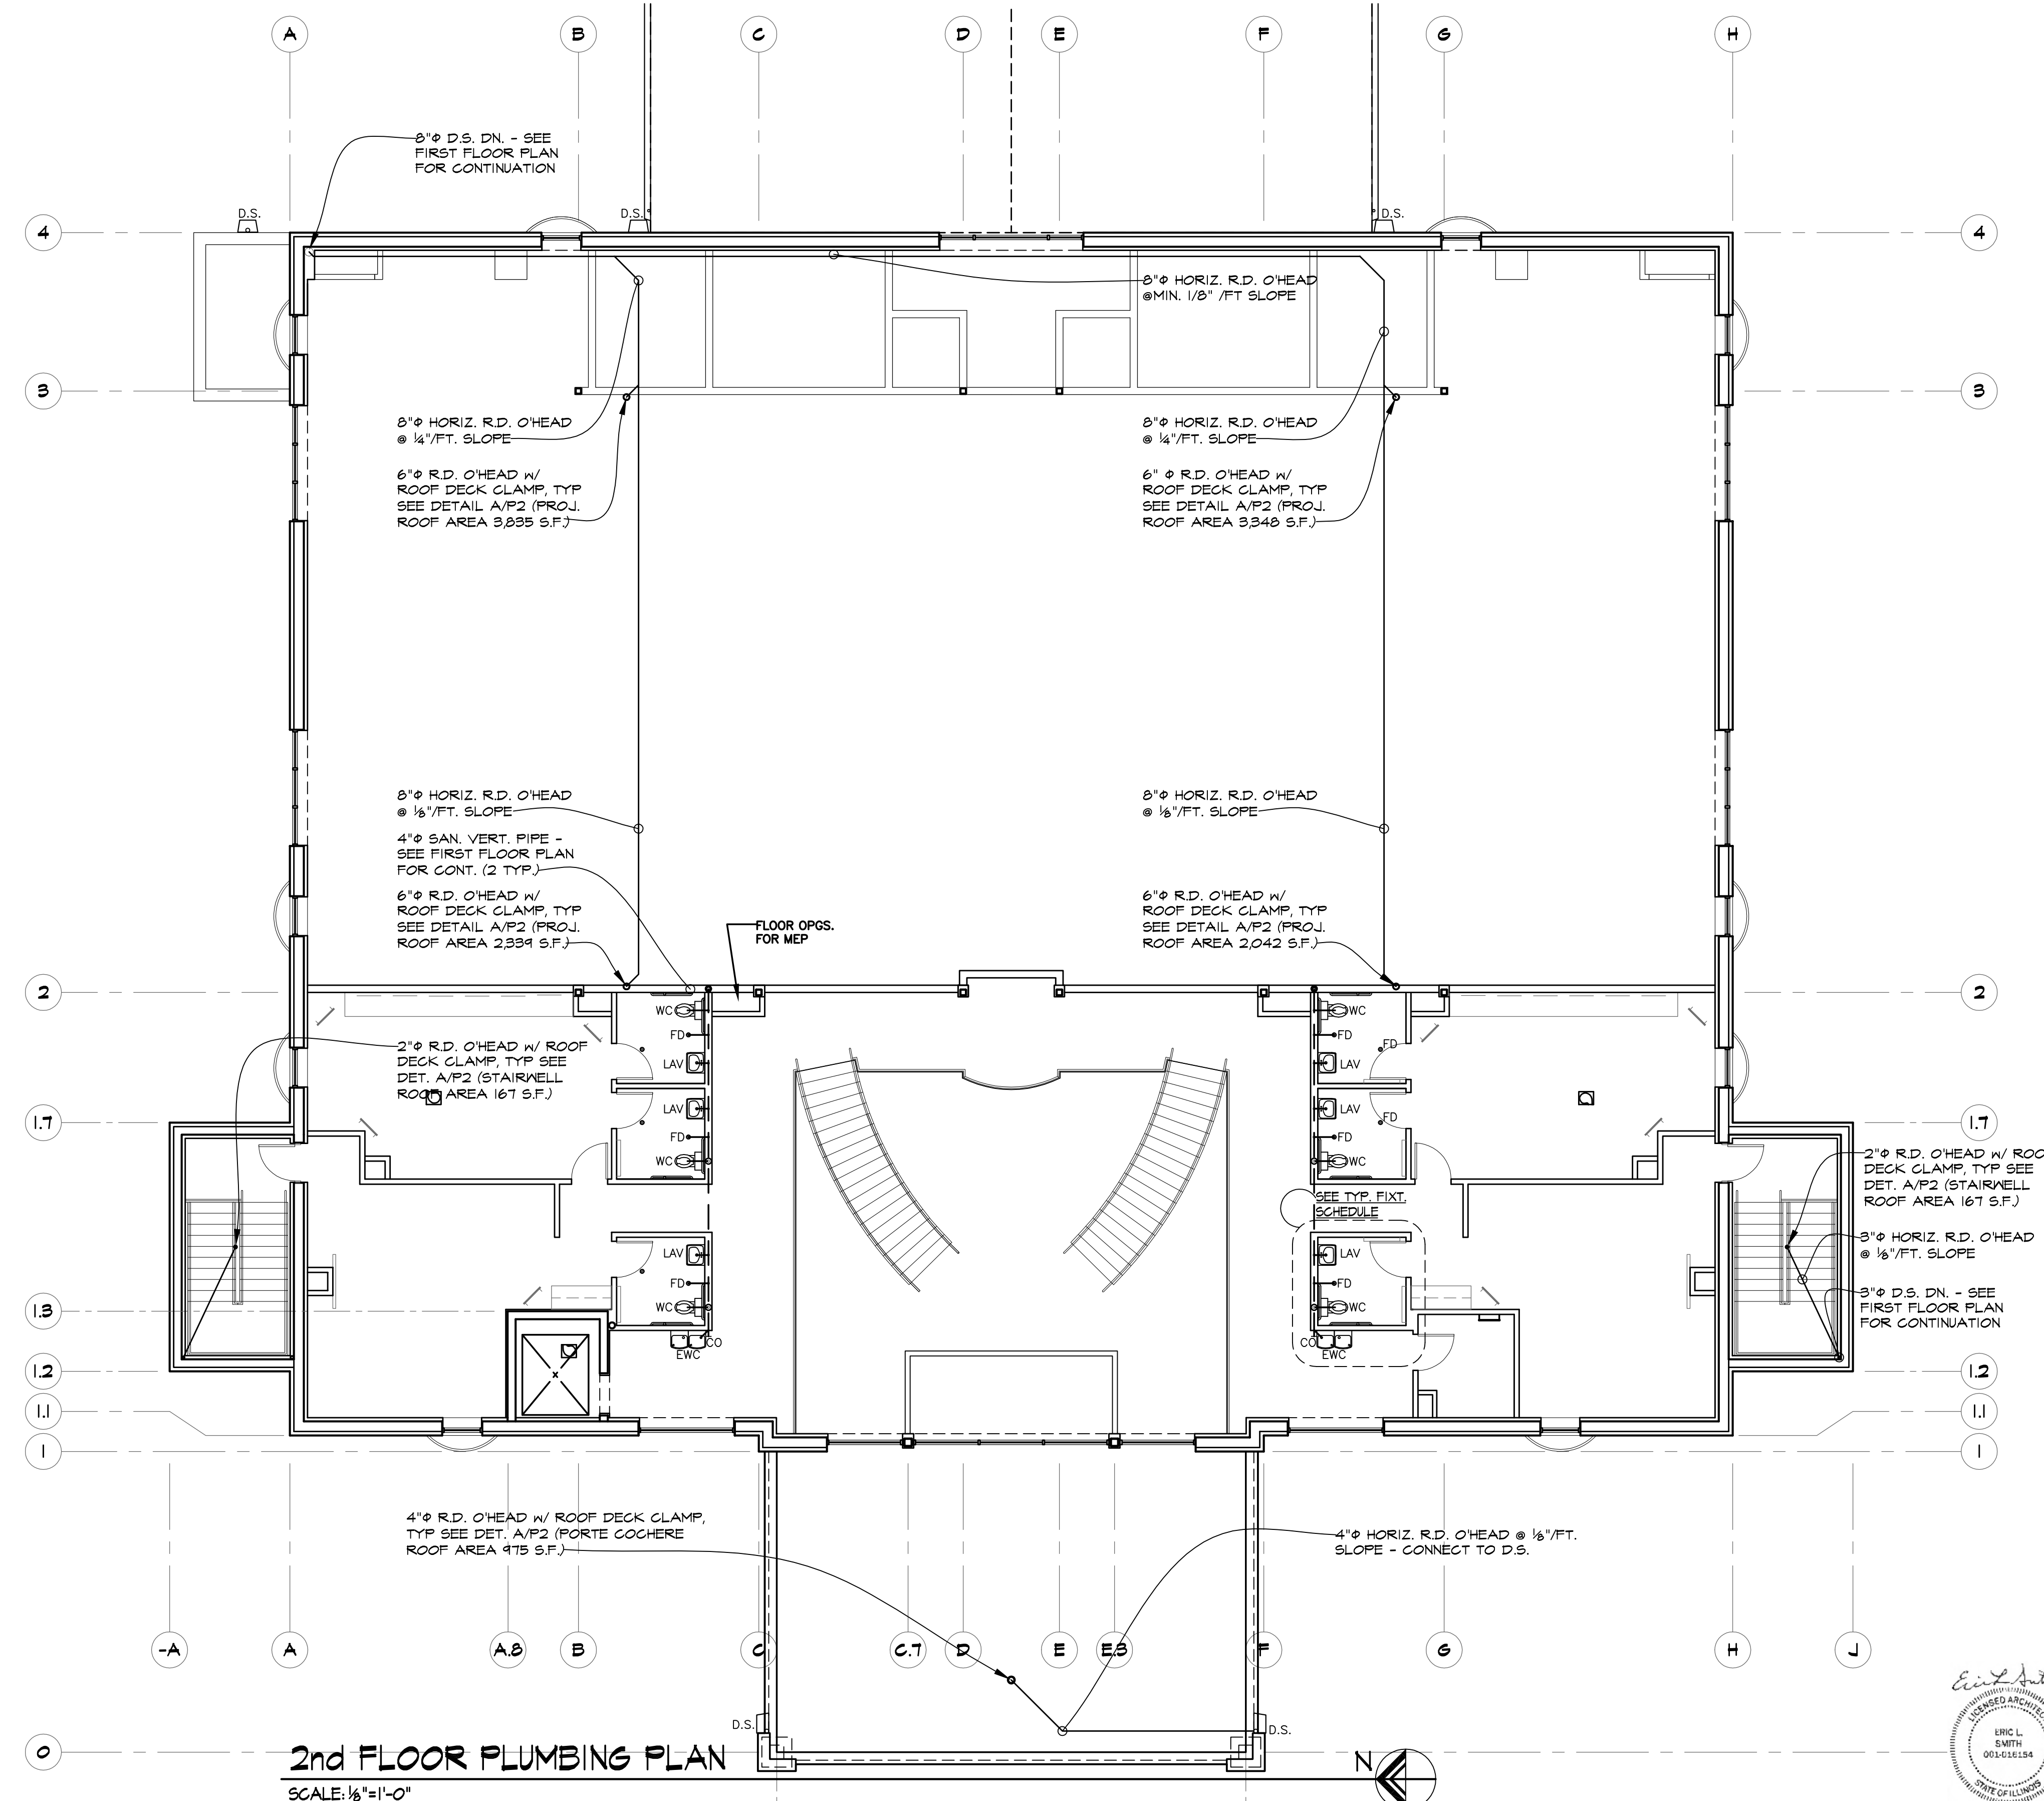 A B C D E F G H
8"Φ D.S. DN. - SEE
FIRST FLOOR PLAN
FOR CONTINUATION
D.S. D.S. D.S.
4 4
8"Φ HORIZ. R.D. O'HEAD
@MIN. 1/8" /FT SLOPE
3 3
8"Φ HORIZ. R.D. O'HEAD
@ 1/4"/FT. SLOPE
8"Φ HORIZ. R.D. O'HEAD
@ 1/4"/FT. SLOPE
6"Φ R.D. O'HEAD W/
ROOF DECK CLAMP, TYP
SEE DETAIL A/P2 (PROJ.
ROOF AREA 3,835 S.F.)
6" Φ R.D. O'HEAD W/
ROOF DECK CLAMP, TYP
SEE DETAIL A/P2 (PROJ.
ROOF AREA 3,348 S.F.)
8"Φ HORIZ. R.D. O'HEAD
@ 1/8"/FT. SLOPE
8"Φ HORIZ. R.D. O'HEAD
@ 1/8"/FT. SLOPE
4"Φ SAN. VERT. PIPE -
SEE FIRST FLOOR PLAN
FOR CONT. (2 TYP.)
6"Φ R.D. O'HEAD W/
ROOF DECK CLAMP, TYP
SEE DETAIL A/P2 (PROJ.
ROOF AREA 2,339 S.F.)
FLOOR OPGS.
FOR MEP
6"Φ R.D. O'HEAD W/
ROOF DECK CLAMP, TYP
SEE DETAIL A/P2 (PROJ.
ROOF AREA 2,042 S.F.)
2 2
WC WC
FD FD FD
LAV LAV
2"Φ R.D. O'HEAD W/ ROOF
DECK CLAMP, TYP SEE
DET. A/P2 (STAIRWELL
ROOF AREA 167 S.F.)
LAV LAV
FD FD FD
WC WC
1.7 1.7
2"Φ R.D. O'HEAD W/ ROO
DECK CLAMP, TYP SEE
DET. A/P2 (STAIRWELL
ROOF AREA 167 S.F.)
SEE TYP. FIXT.
SCHEDULE
3"Φ HORIZ. R.D. O'HEAD
@ 1/8"/FT. SLOPE
LAV LAV
FD FD
WC WC
3"Φ D.S. DN. - SEE
FIRST FLOOR PLAN
FOR CONTINUATION
1.3
CO CO
EWC EWC
1.2 1.2
1.1 1.1
1 1
4"Φ R.D. O'HEAD W/ ROOF DECK CLAMP,
TYP SEE DET. A/P2 (PORTE COCHERE
ROOF AREA 975 S.F.)
4"Φ HORIZ. R.D. O'HEAD @ 1/8"/FT.
SLOPE - CONNECT TO D.S.
-A A A.8 B C C.7 D E E.3 F G H J
D.S. D.S.
0
2nd FLOOR PLUMBING PLAN
SCALE: 1/8"=1'-0"
N
LICENSED ARCHITE
ERIC L.
SMITH
001-016154
STATE OF ILLINOIS